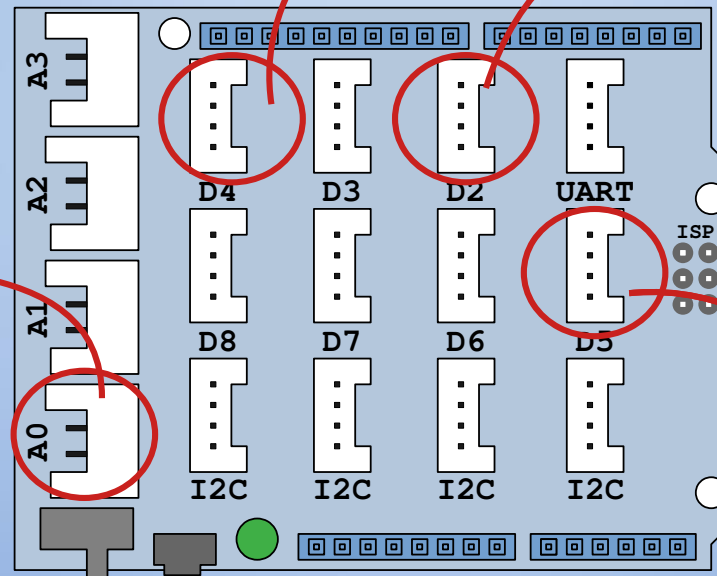 A3
D4 D3 D2 UART
A2
ISP
A1
D8 D7 D6 D5
A0
I2C I2C I2C I2C